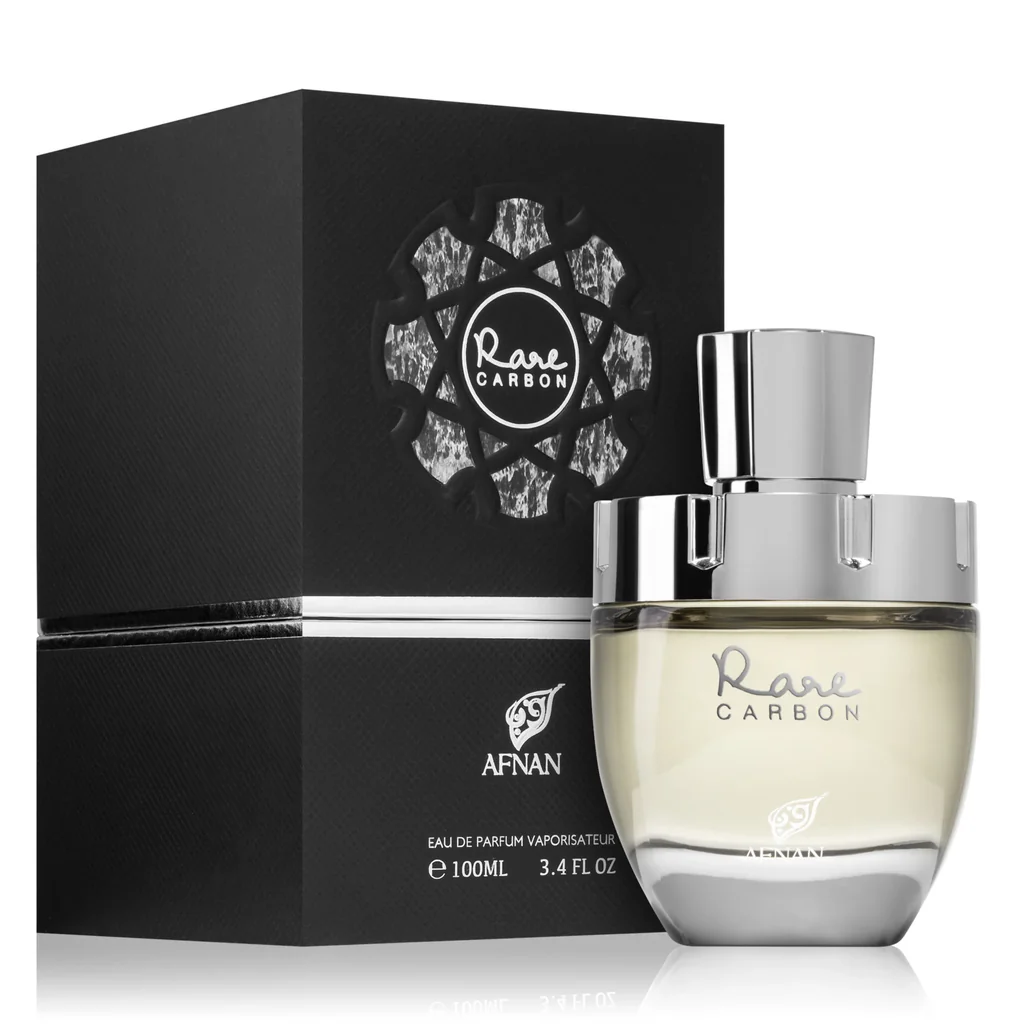 Rare
CARBON
AFNAN
EAU DE PARFUM VAPORISATEUR
℮ 100ML 3.4 FL OZ
Rare
CARBON
AFNAN